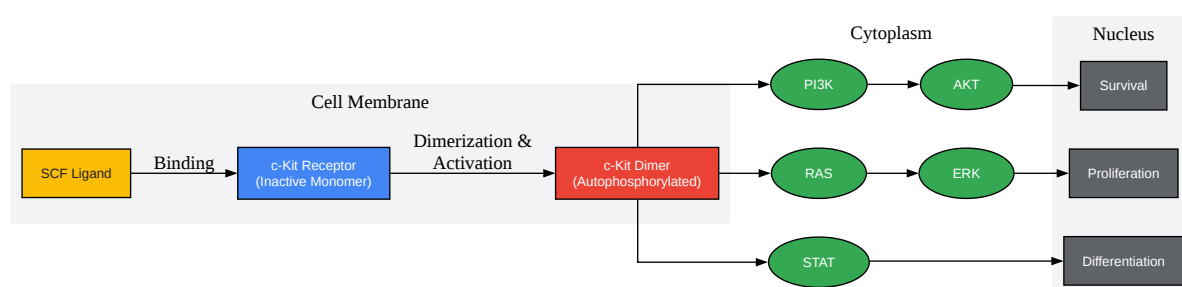 Cytoplasm
Nucleus
PI3K
AKT
Survival
Cell Membrane
Dimerization &
Activation
SCF Ligand
Binding
c-Kit Receptor
(Inactive Monomer)
c-Kit Dimer
(Autophosphorylated)
RAS
ERK
Proliferation
STAT
Differentiation